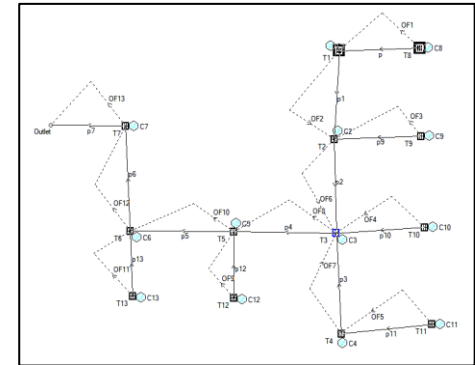 OF1
T1
p
T8
C8
OF13
p1
OF2
Outlet
p7
T7
C7
C2
OF3
T2
p9
T9
C9
p6
p2
OF12
OF6
OF10
OF8
OF4
T6
C6
p5
T5
C5
p4
T3
C3
p10
T10
C10
OF11
p13
OF9
p12
OF7
p3
T13
C13
T12
C12
OF5
T4
C4
p11
T11
C11